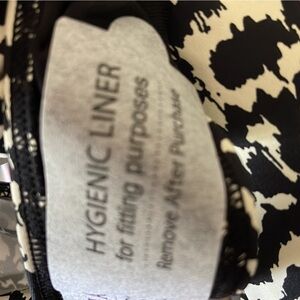 HYGIENIC LINER
for fitting purposes
Remove After Purchase